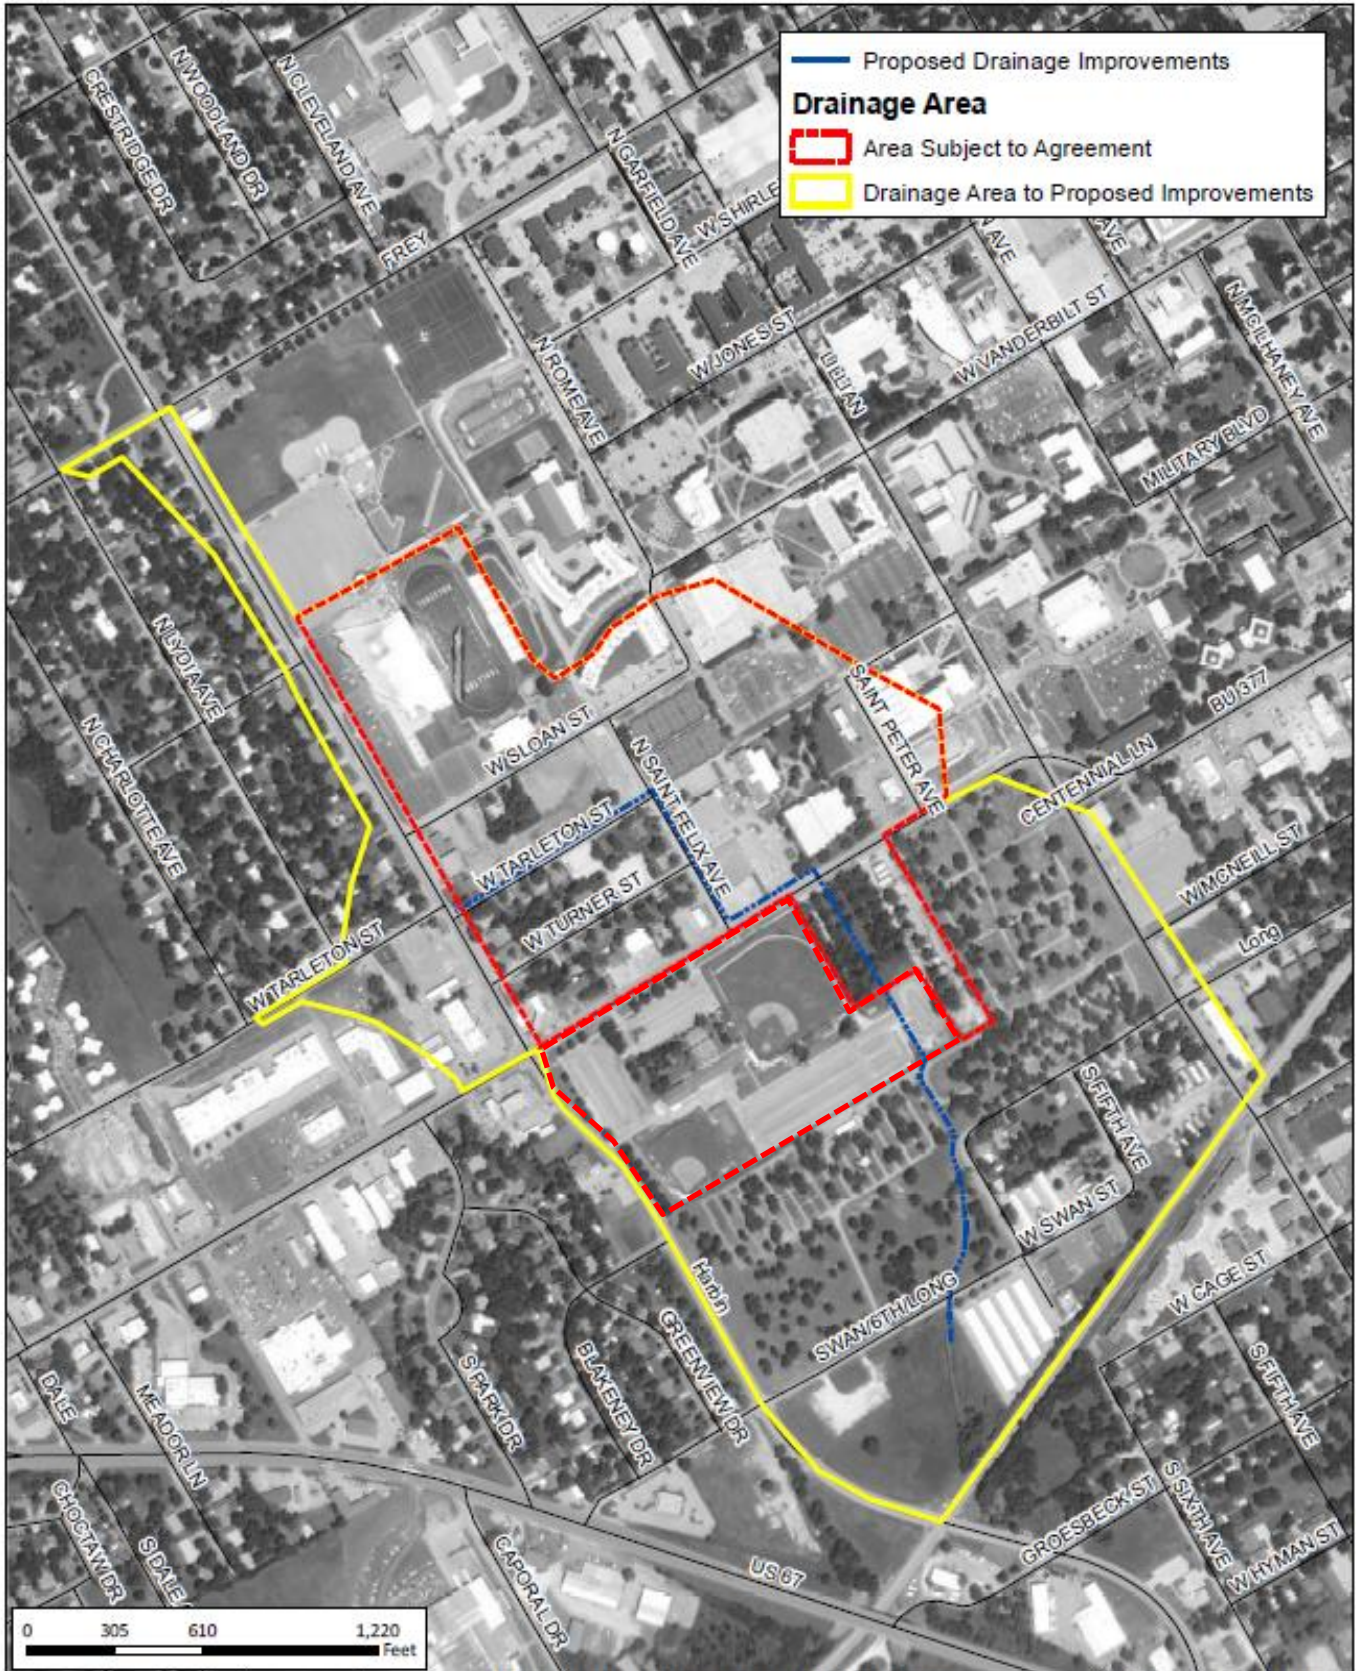 Proposed Drainage Improvements
Drainage Area
Area Subject to Agreement
Drainage Area to Proposed Improvements
CRESTRIDGE DR
N WOODLAND DR
N CLEVELAND AVE
FREY
N GARFIELD AVE
W SHIRLE
AVE
AVE
N MCILHANEY AVE
W JONES ST
LILLIAN
W VANDERBILT ST
N ROME AVE
MILITARY BLVD
N LYDIA AVE
N CHARLOTTE AVE
W SLOAN ST
SAINT PETER AVE
BU 377
CENTENNIAL LN
N SAINT FELIX AVE
W TARLETON ST
W TURNER ST
W MCNEILL ST
Long
W TARLETON ST
S FIFTH AVE
W SWAN ST
W CAGE ST
Harbin
GREENVIEW DR
SWAN/6TH/LONG
BLAKENEY DR
S PARK DR
S FIFTH AVE
DALE
MEADOR LN
CHOCTAW DR
S DALE
CAPORAL DR
US 67
GROESBECK ST
S SIXTH AVE
W HYMAN ST
0 305 610 1,220
Feet